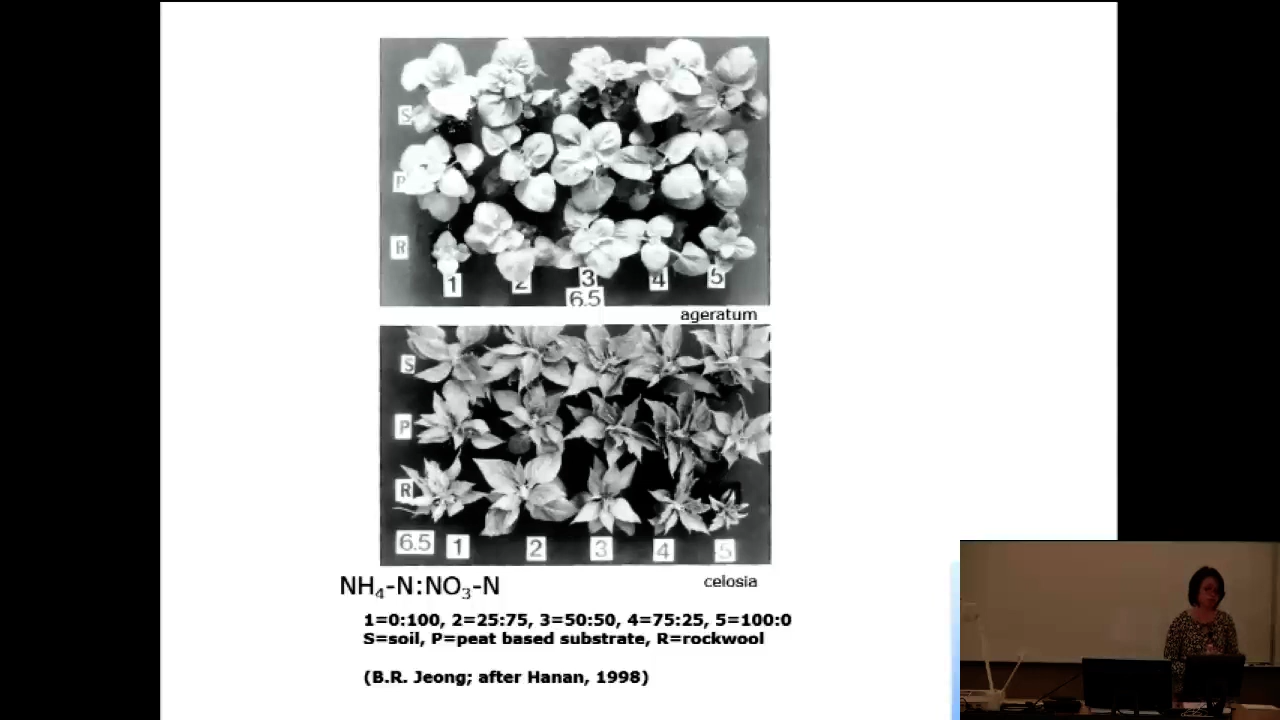 S
P
R
1 2 3 4 5
6.5
ageratum
S
P
R
6.5 1 2 3 4 5
NH₄-N:NO₃-N
celosia
1=0:100, 2=25:75, 3=50:50, 4=75:25, 5=100:0
S=soil, P=peat based substrate, R=rockwool
(B.R. Jeong; after Hanan, 1998)